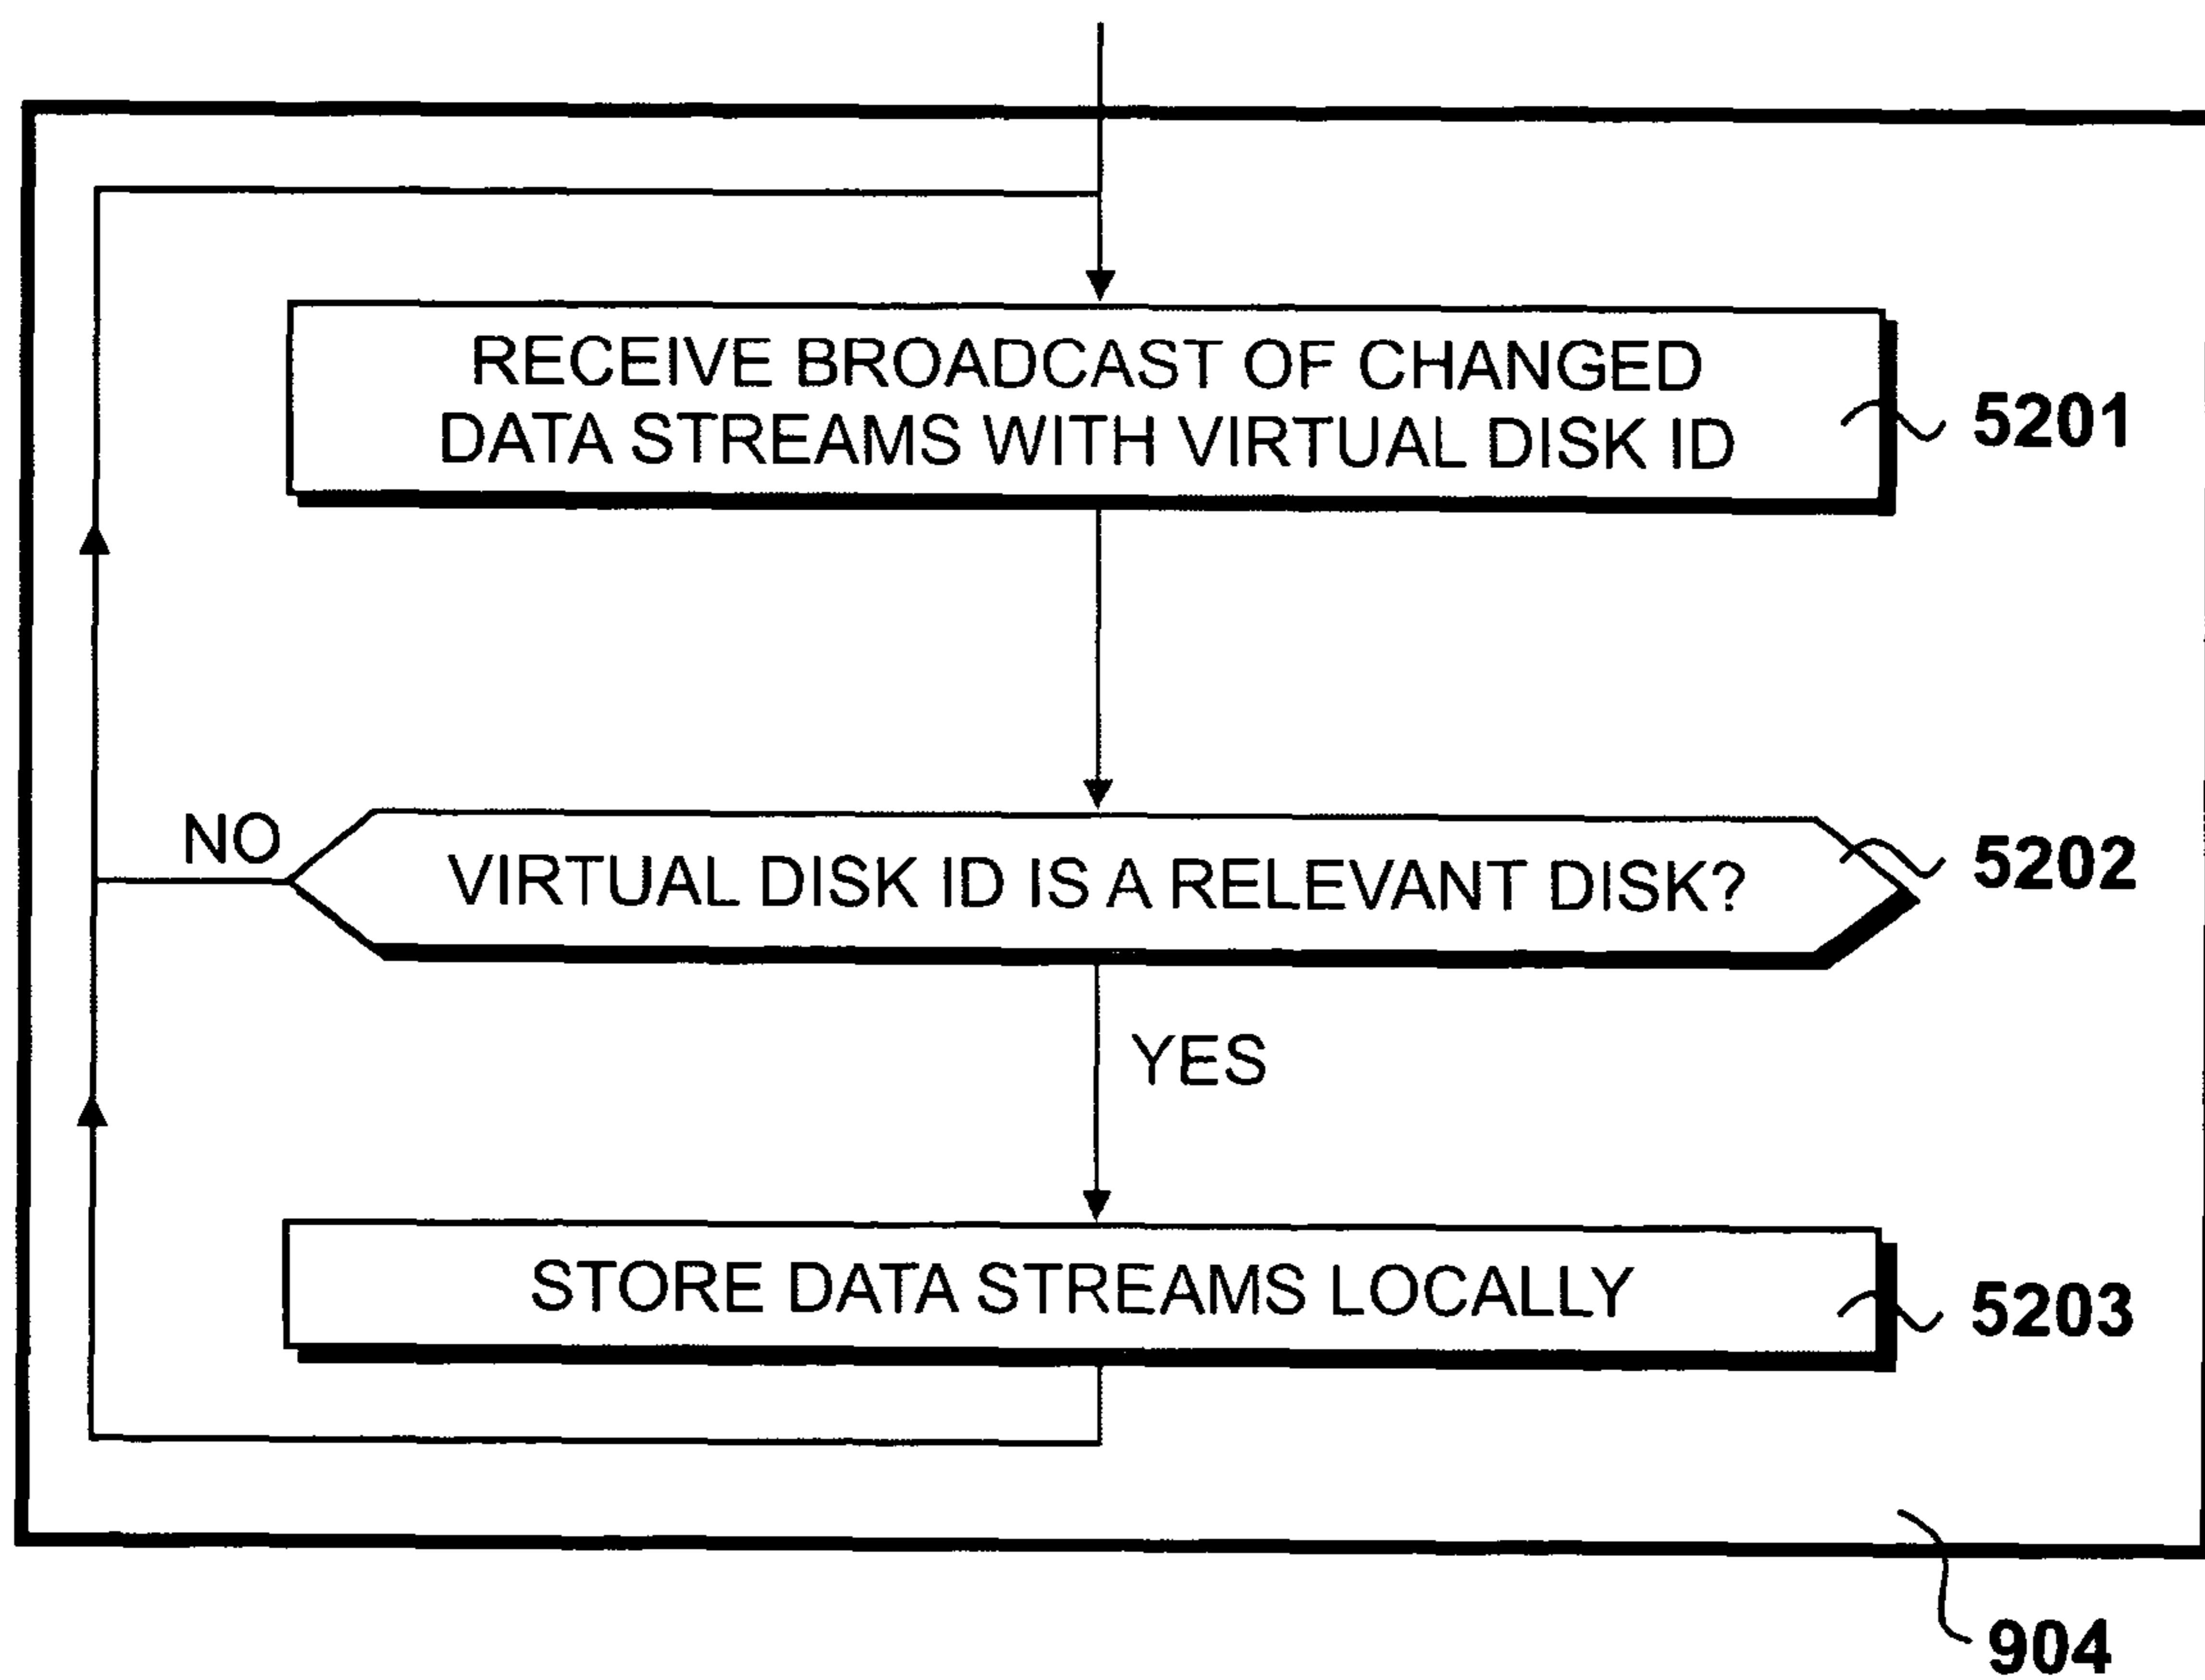 RECEIVE BROADCAST OF CHANGED
DATA STREAMS WITH VIRTUAL DISK ID
5201
NO
VIRTUAL DISK ID IS A RELEVANT DISK?
5202
YES
STORE DATA STREAMS LOCALLY
5203
904